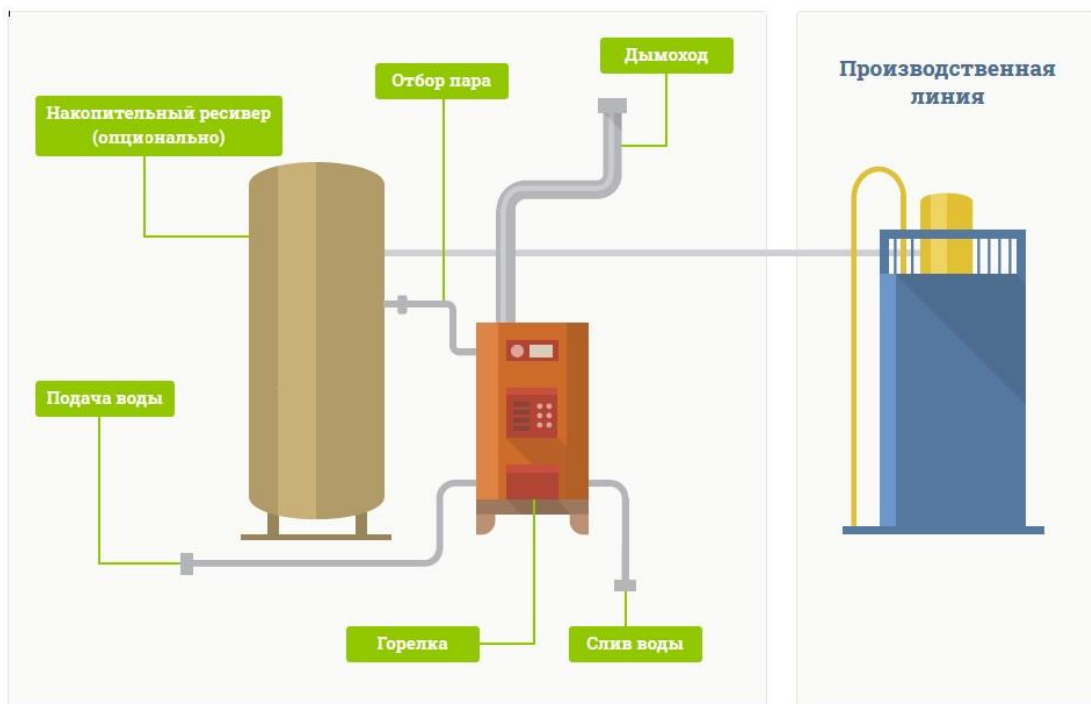 Дымоход
Отбор пара
Производственная
линия
Накопительный ресивер
(опционально)
Подача воды
Горелка
Слив воды